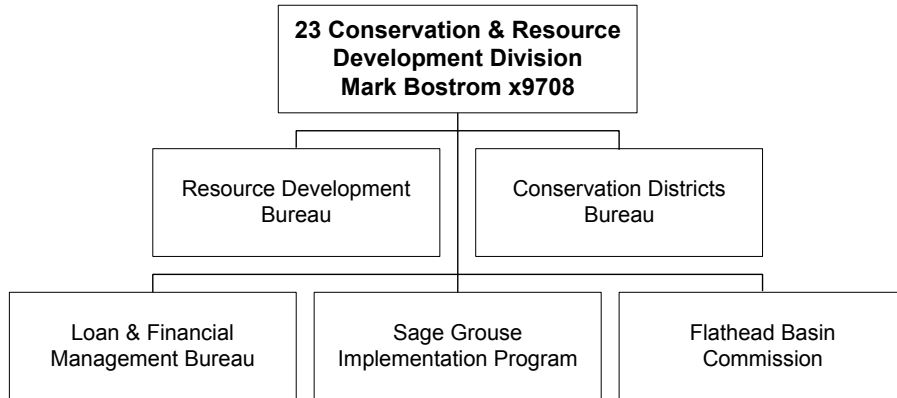 23 Conservation & Resource
Development Division
Mark Bostrom x9708
Resource Development
Bureau
Conservation Districts
Bureau
Loan & Financial
Management Bureau
Sage Grouse
Implementation Program
Flathead Basin
Commission